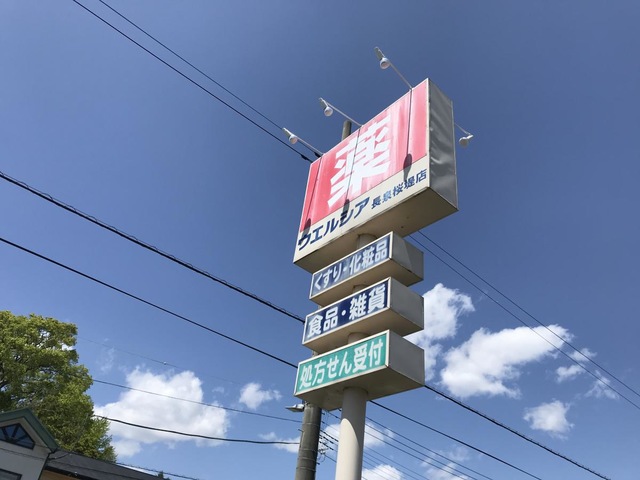 薬
ウエルシア 長泉桜堤店
くすり・化粧品
食品・雑貨
処方せん受付